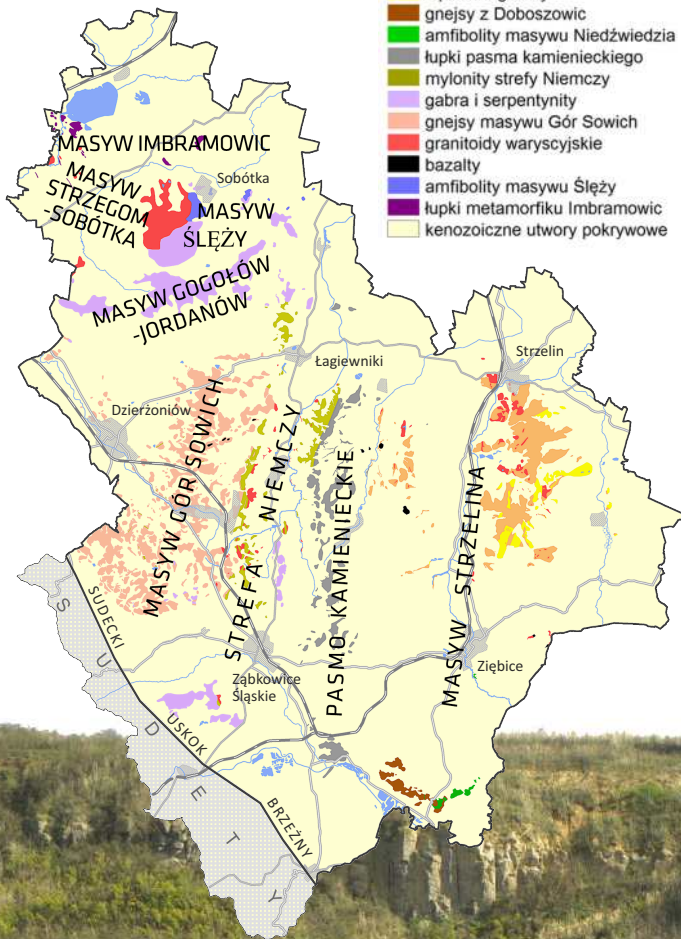 gnejsy z Doboszowic
amfibolity masywu Niedźwiedzia
łupki pasma kamienieckiego
mylonity strefy Niemczy
gabra i serpentynity
gnejsy masywu Gór Sowich
granitoidy waryscyjskie
bazalty
amfibolity masywu Ślęży
łupki metamorfiku Imbramowic
kenozoiczne utwory pokrywowe
MASYW IMBRAMOWIC
MASYW
STRZEGOM
-SOBÓTKA
Sobótka
MASYW
ŚLĘŻY
MASYW GOGOŁÓW
-JORDANÓW
Łagiewniki
Strzelin
Dzierżoniów
MASYW GÓR SOWICH
STREFA NIEMCZY
PASMO KAMIENIECKIE
MASYW STRZELINA
Ząbkowice
Śląskie
Ziębice
SUDECKI
USKOK
BRZEŻNY
SUDETY